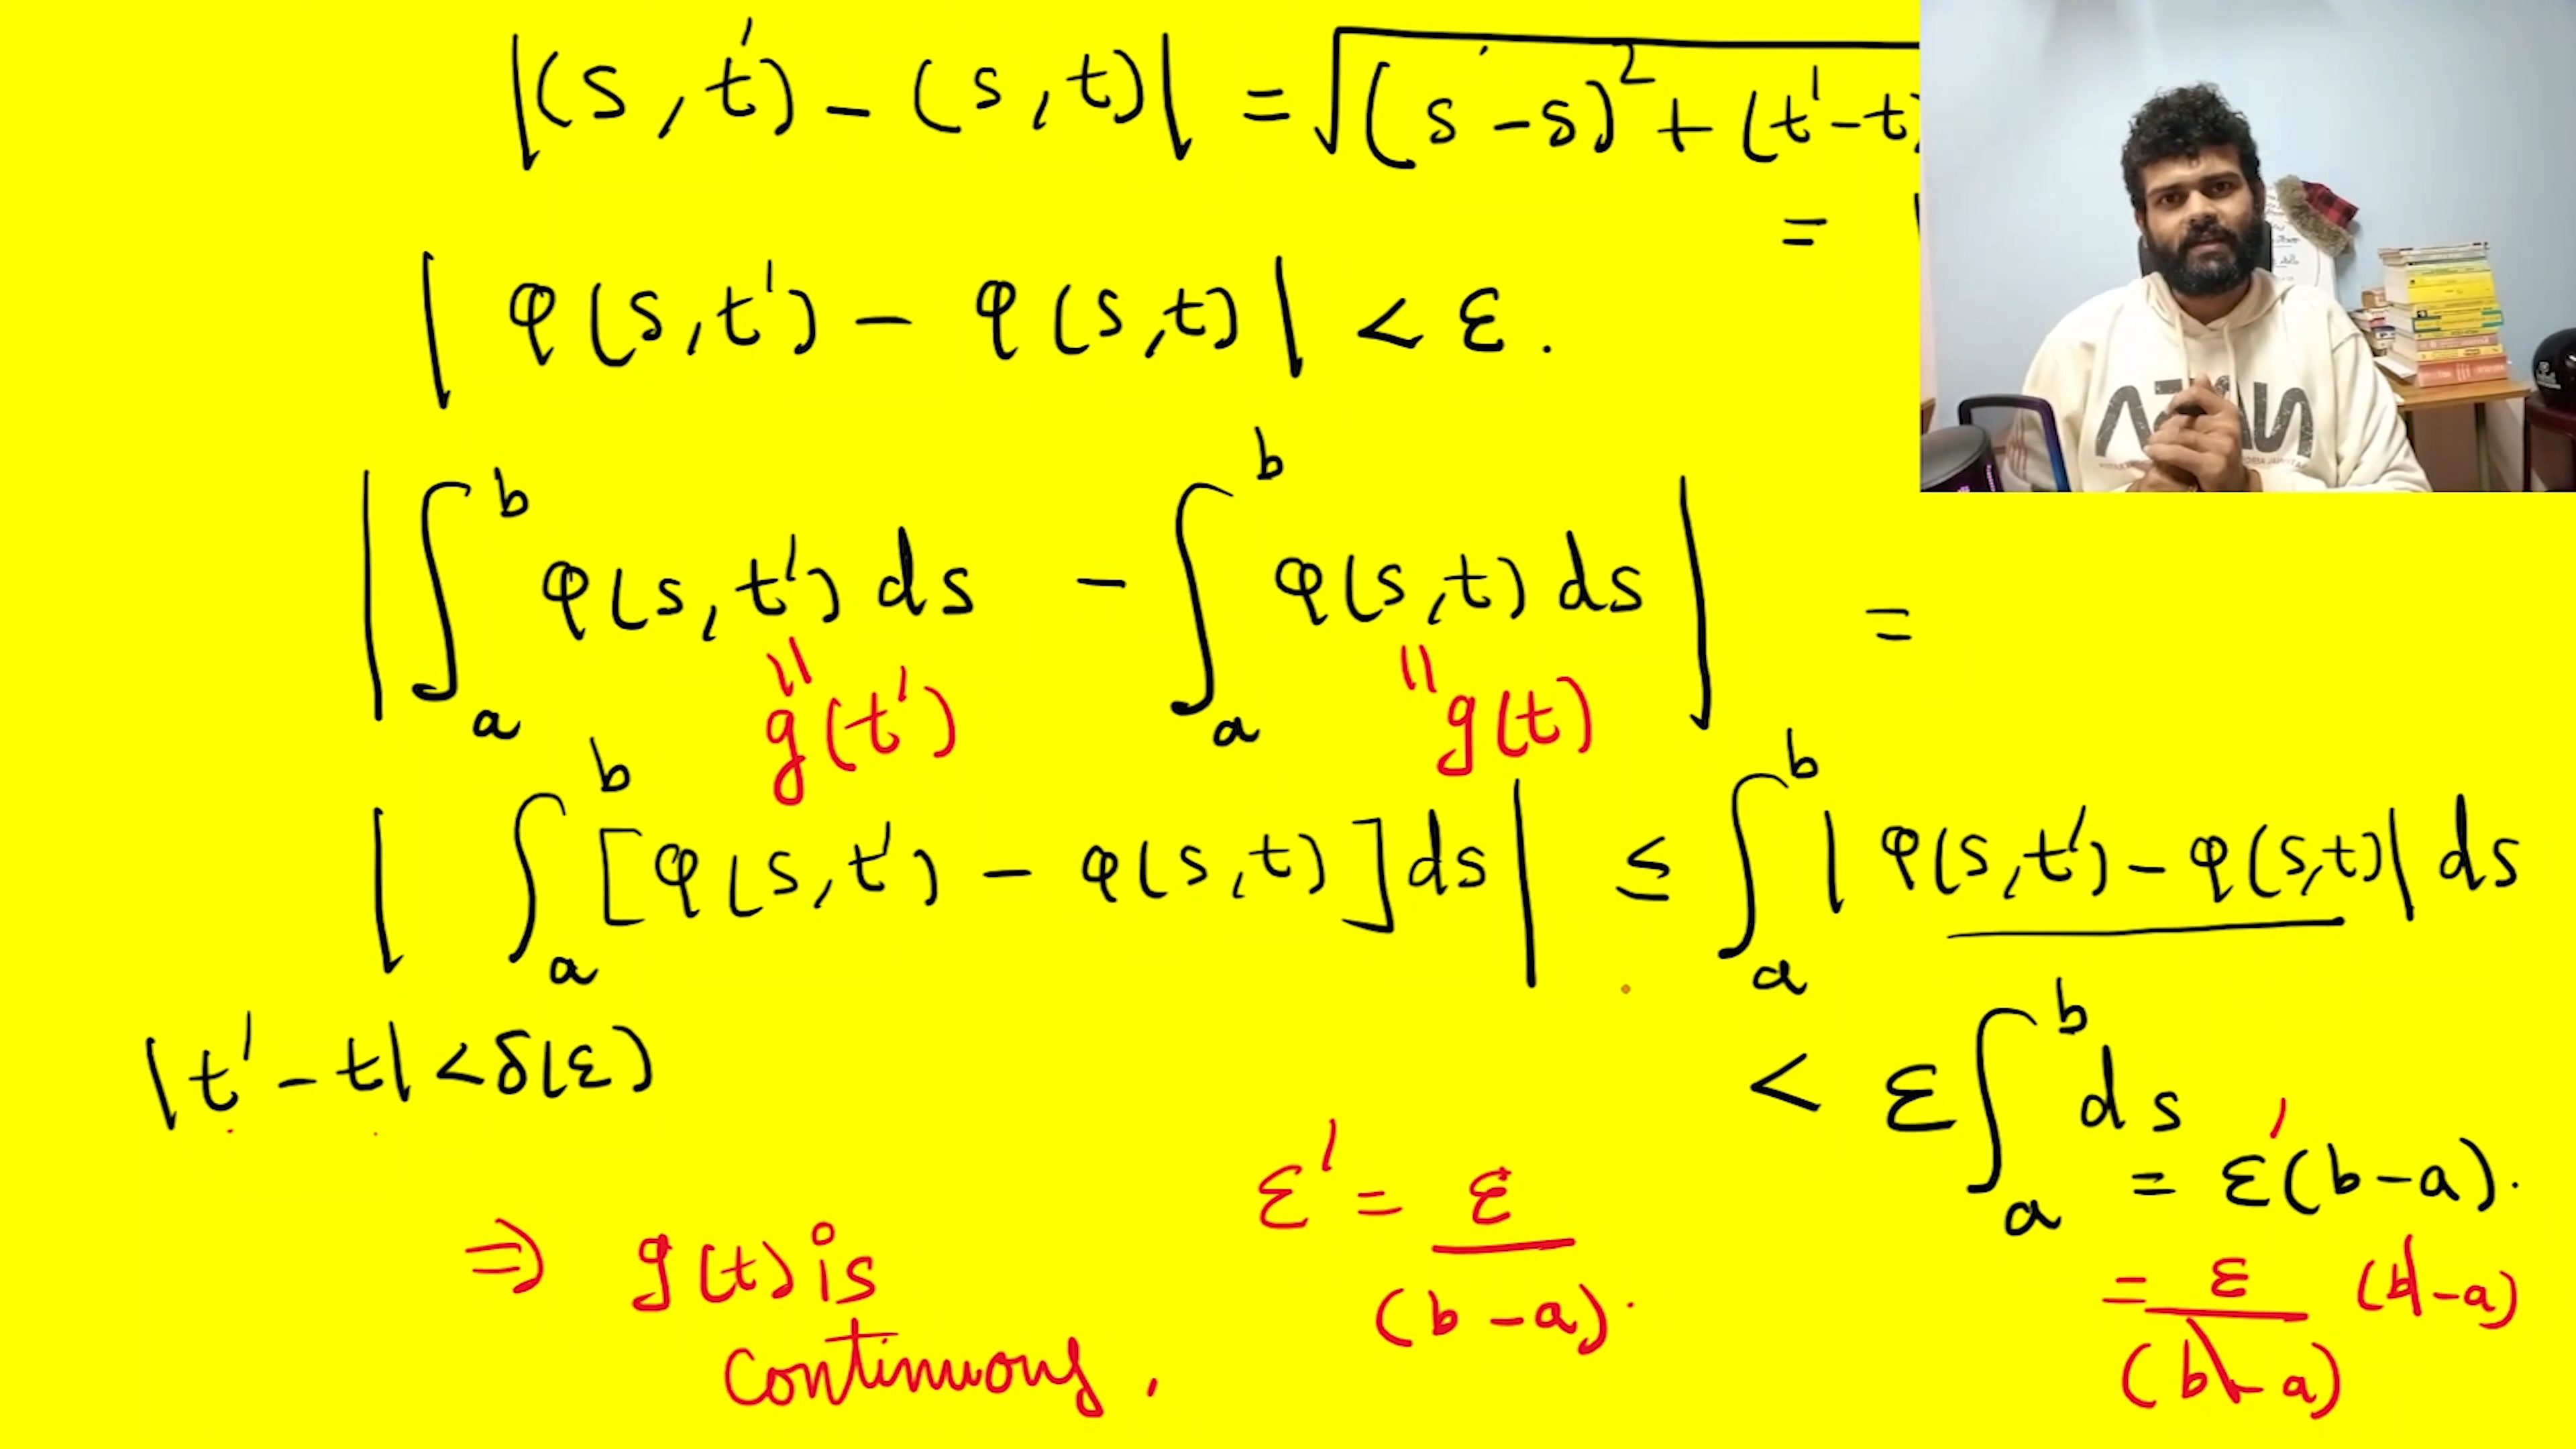 |(s, t') - (s, t)| = √(s' - s)² + (t' - t)
=
| φ(s, t') - φ(s, t) | < ε.
| ∫_a^b φ(s, t') ds - ∫_a^b φ(s, t) ds | =
|| g(t') || g(t)
| ∫_a^b [φ(s, t') - φ(s, t)] ds | ≤ ∫_a^b | φ(s, t') - φ(s, t)| ds
|t' - t| < δ(ε)
< ε ∫_a^b ds
= ε'(b - a).
ε' = ε / (b - a).
= ε / (b - a) (b - a)
⇒ g(t) is
continuous.